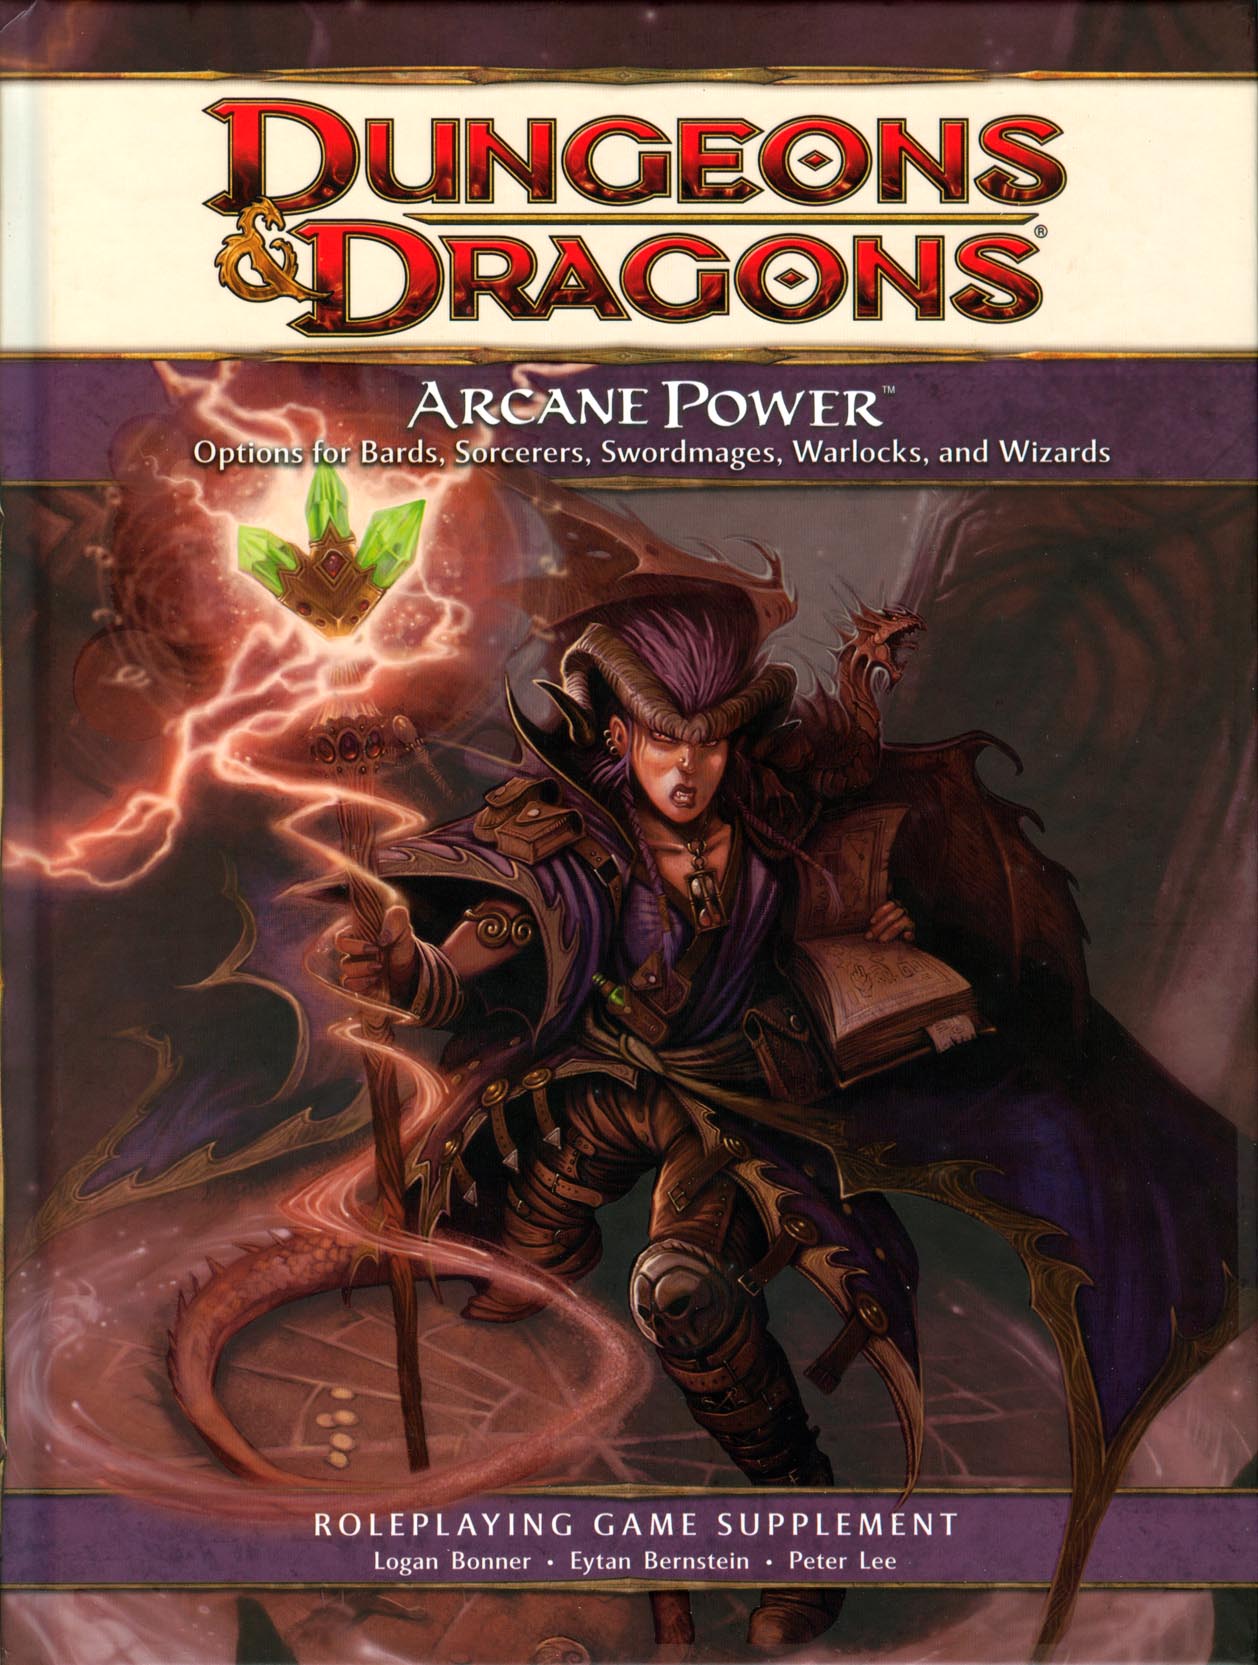 DUNGEONS
& DRAGONS®
ARCANE POWER™
Options for Bards, Sorcerers, Swordmages, Warlocks, and Wizards
ROLEPLAYING GAME SUPPLEMENT
Logan Bonner • Eytan Bernstein • Peter Lee